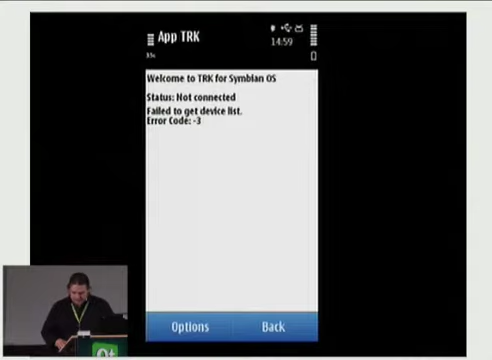 App TRK
14:59
Welcome to TRK for Symbian OS
Status: Not connected
Failed to get device list.
Error Code: -3
Options
Back
Qt